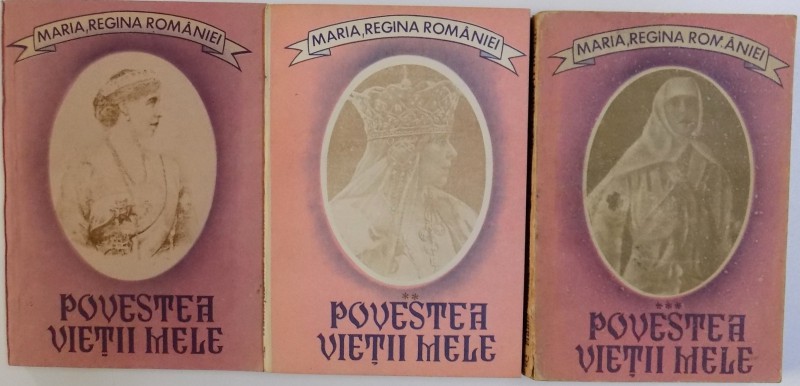 MARIA, REGINA ROMÂNIEI
POVESTEA
VIEȚII MELE
MARIA, REGINA ROMÂNIEI
**
POVESTEA
VIEȚII MELE
MARIA, REGINA ROMÂNIEI
***
POVESTEA
VIEȚII MELE